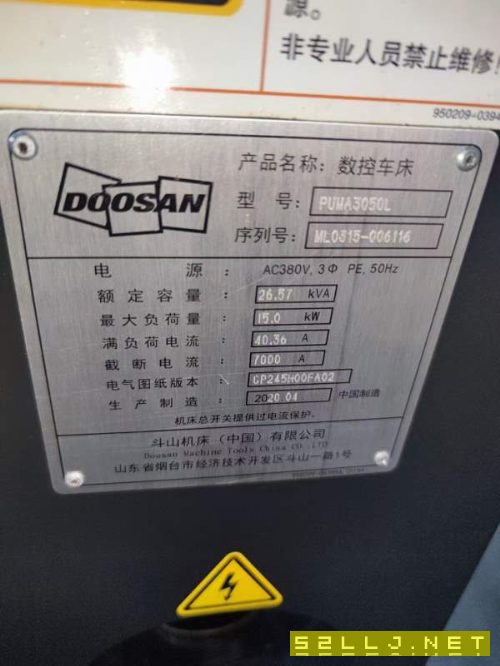 源。
非专业人员禁止维修!
950209-0394
DOOSAN
产品名称: 数控车床
型 号: PUMA3050L
序列号: ML0315-006116
电 源: AC380V, 3Φ PE, 50Hz
额定容量: 26.57 kVA
最大负荷量: 15.0 kW
满负荷电流: 40.36 A
截断电流: 7000 A
电气图纸版本: CP245H00FA02
生产制造: 2020.04 中国制造
机床总开关提供过电流保护.
斗山机床(中国)有限公司
Doosan Machine Tools China Co.,LTD
山东省烟台市经济技术开发区斗山一路1号
52LLJ.NET